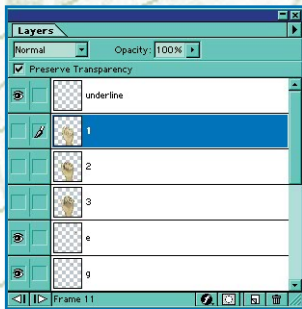 Layers
Normal Opacity: 100%
Preserve Transparency
underline
1
2
3
e
g
Frame 11